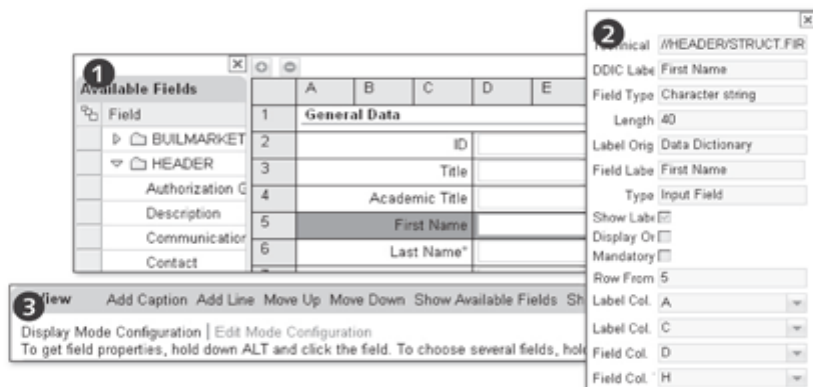 1
Available Fields
Field
BUILMARKET
HEADER
Authorization G
Description
Communication
Contact
A B C D E
1 General Data
2 ID
3 Title
4 Academic Title
5 First Name
6 Last Name*
2
Technical //HEADER/STRUCT.FIR
DDIC Labe First Name
Field Type Character string
Length 40
Label Orig Data Dictionary
Field Labe First Name
Type Input Field
Show Labe
Display On
Mandatory
Row From 5
Label Col. A
Label Col. C
Field Col. D
Field Col. H
3
View Add Caption Add Line Move Up Move Down Show Available Fields Sh
Display Mode Configuration | Edit Mode Configuration
To get field properties, hold down ALT and click the field. To choose several fields, hol